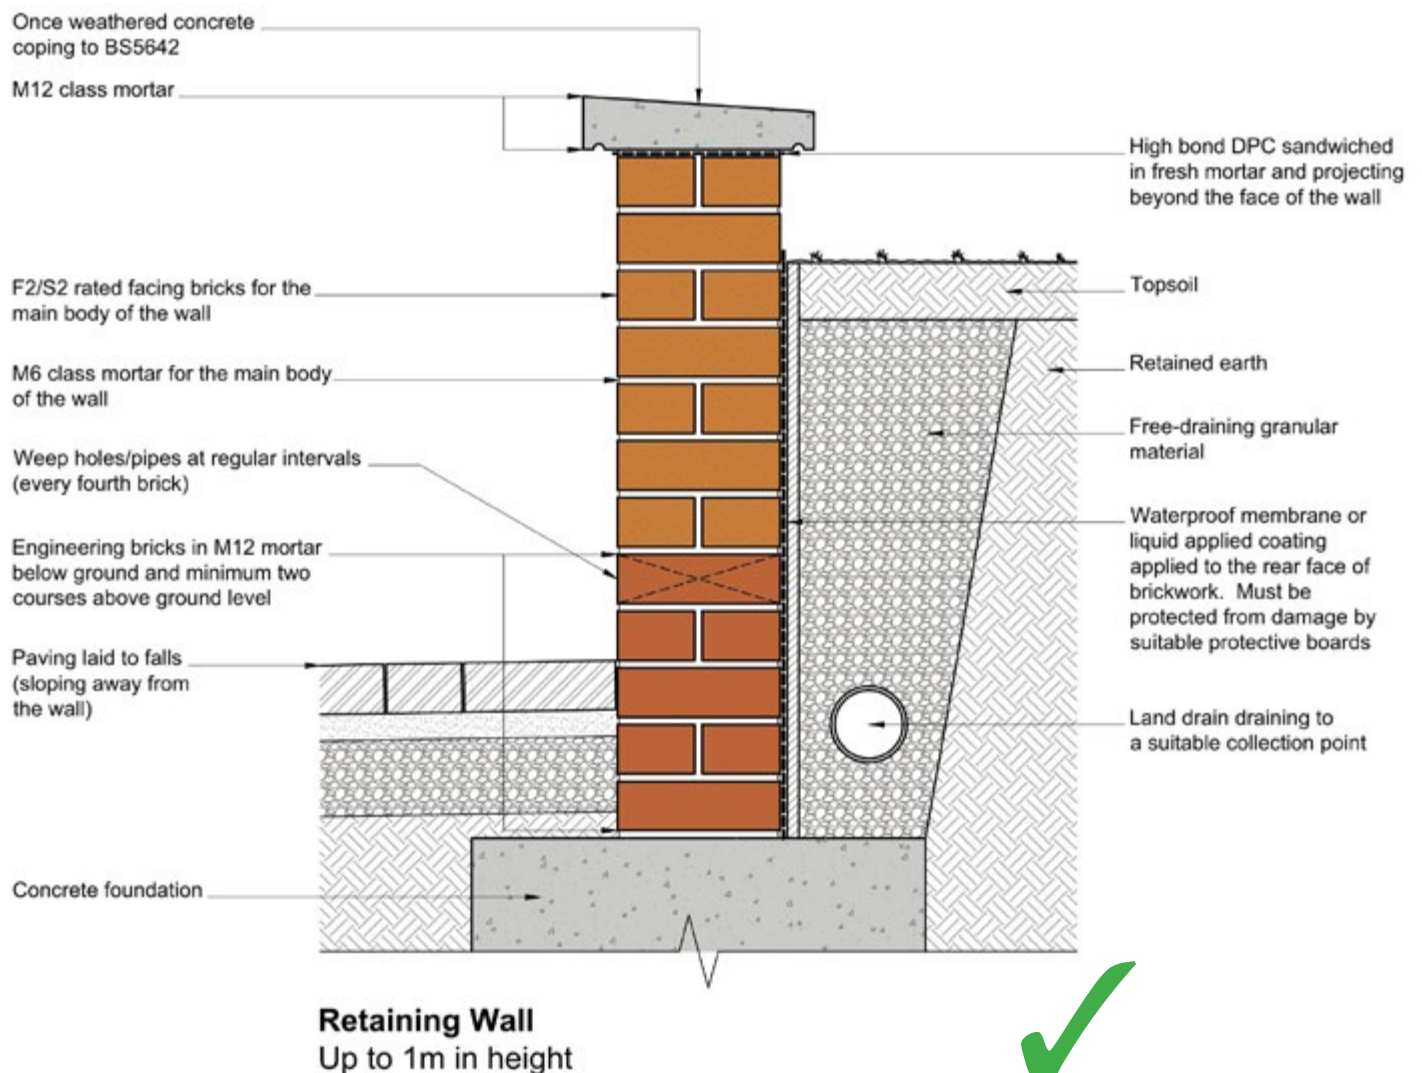 Once weathered concrete
coping to BS5642
M12 class mortar
F2/S2 rated facing bricks for the
main body of the wall
M6 class mortar for the main body
of the wall
Weep holes/pipes at regular intervals
(every fourth brick)
Engineering bricks in M12 mortar
below ground and minimum two
courses above ground level
Paving laid to falls
(sloping away from
the wall)
Concrete foundation
High bond DPC sandwiched
in fresh mortar and projecting
beyond the face of the wall
Topsoil
Retained earth
Free-draining granular
material
Waterproof membrane or
liquid applied coating
applied to the rear face of
brickwork. Must be
protected from damage by
suitable protective boards
Land drain draining to
a suitable collection point
Retaining Wall
Up to 1m in height